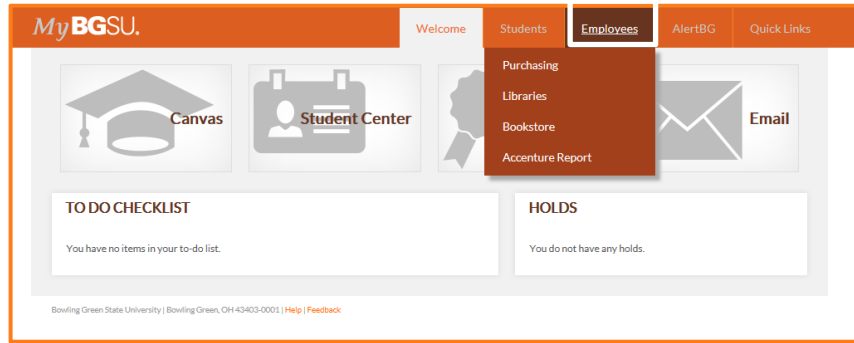 My BGSU.
Welcome Students Employees AlertBG Quick Links
Purchasing
Libraries
Bookstore
Accenture Report
Canvas
Student Center
Email
TO DO CHECKLIST
You have no items in your to-do list.
HOLDS
You do not have any holds.
Bowling Green State University | Bowling Green, OH 43403-0001 | Help | Feedback